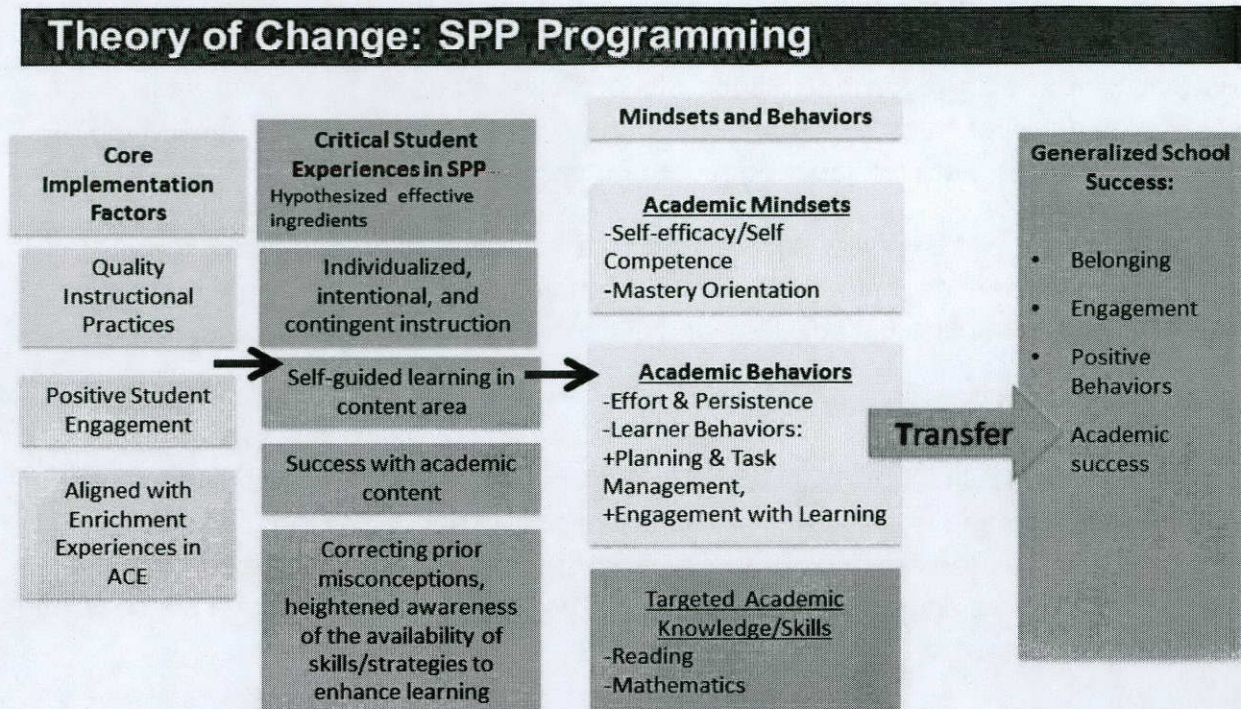 Theory of Change: SPP Programming
Core
Implementation
Factors
Quality
Instructional
Practices
Positive Student
Engagement
Aligned with
Enrichment
Experiences in
ACE
Critical Student
Experiences in SPP
Hypothesized effective
ingredients
Individualized,
intentional, and
contingent instruction
Self-guided learning in
content area
Success with academic
content
Correcting prior
misconceptions,
heightened awareness
of the availability of
skills/strategies to
enhance learning
Mindsets and Behaviors
Academic Mindsets
-Self-efficacy/Self
Competence
-Mastery Orientation
Academic Behaviors
-Effort & Persistence
-Learner Behaviors:
+Planning & Task
Management,
+Engagement with Learning
Targeted Academic
Knowledge/Skills
-Reading
-Mathematics
Transfer
Generalized School
Success:
• Belonging
• Engagement
• Positive
Behaviors
Academic
success